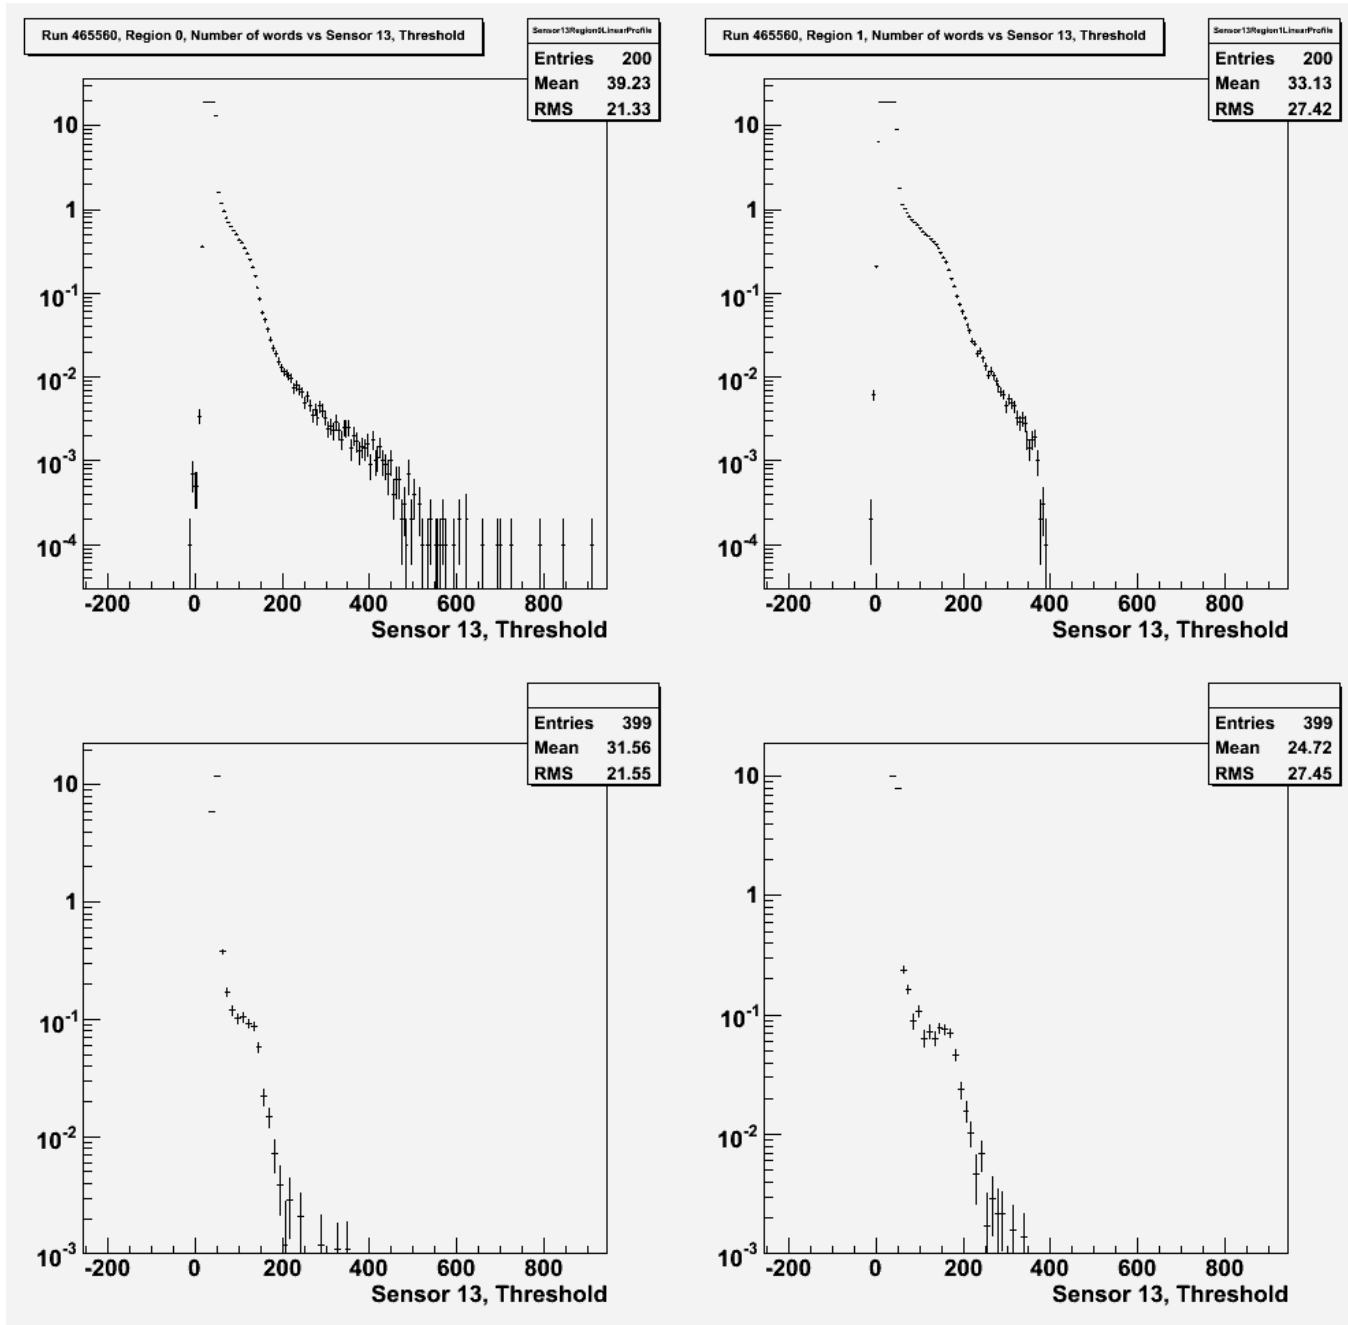 Run 465560, Region 0, Number of words vs Sensor 13, Threshold
Sensor13Region0LinearProfile
Entries 200
Mean 39.23
RMS 21.33
10
1
10-1
10-2
10-3
10-4
-200 0 200 400 600 800
Sensor 13, Threshold
Run 465560, Region 1, Number of words vs Sensor 13, Threshold
Sensor13Region1LinearProfile
Entries 200
Mean 33.13
RMS 27.42
10
1
10-1
10-2
10-3
10-4
-200 0 200 400 600 800
Sensor 13, Threshold
Entries 399
Mean 31.56
RMS 21.55
10
1
10-1
10-2
10-3
-200 0 200 400 600 800
Sensor 13, Threshold
Entries 399
Mean 24.72
RMS 27.45
10
1
10-1
10-2
10-3
-200 0 200 400 600 800
Sensor 13, Threshold